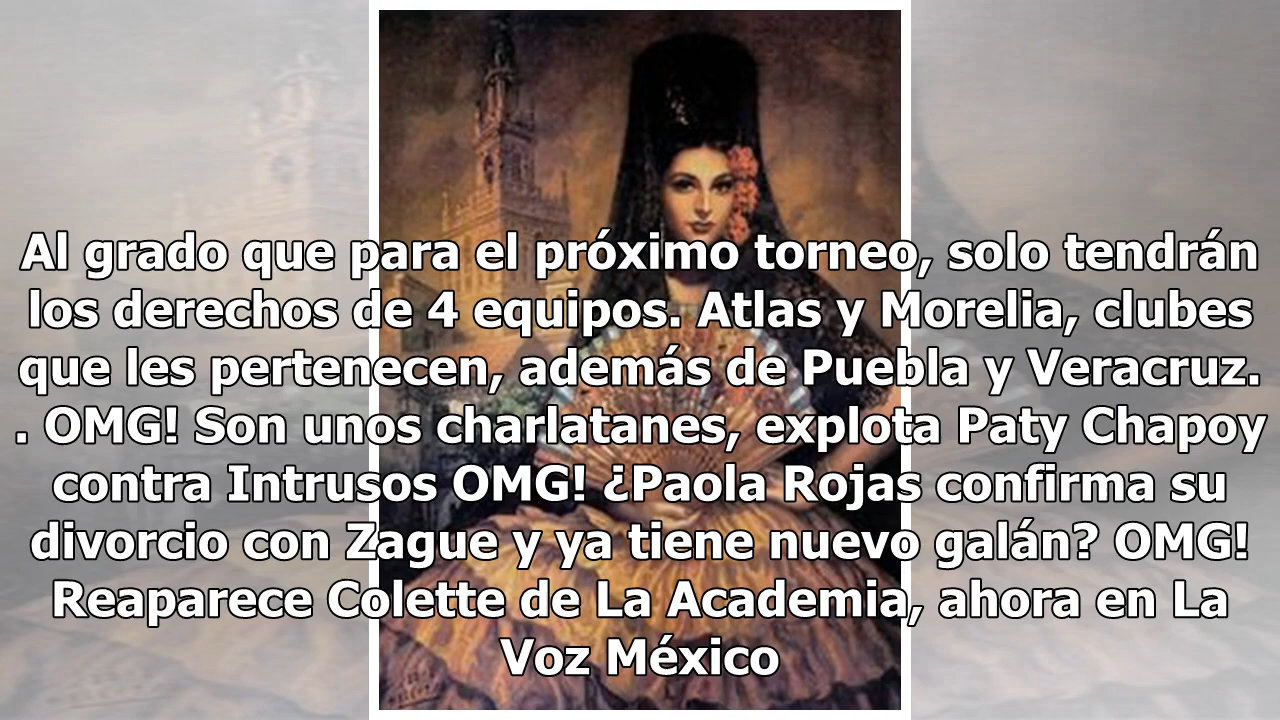 Al grado que para el próximo torneo, solo tendrán
los derechos de 4 equipos. Atlas y Morelia, clubes
que les pertenecen, además de Puebla y Veracruz.
. OMG! Son unos charlatanes, explota Paty Chapoy
contra Intrusos OMG! ¿Paola Rojas confirma su
divorcio con Zague y ya tiene nuevo galán? OMG!
Reaparece Colette de La Academia, ahora en La
Voz México